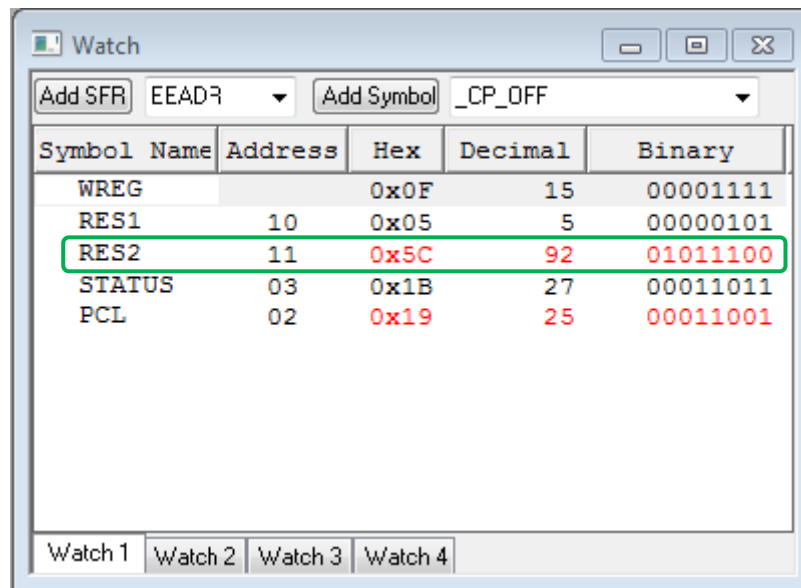 Watch
Add SFR EEADR Add Symbol _CP_OFF
Symbol Name Address Hex Decimal Binary
WREG 0x0F 15 00001111
RES1 10 0x05 5 00000101
RES2 11 0x5C 92 01011100
STATUS 03 0x1B 27 00011011
PCL 02 0x19 25 00011001
Watch 1 Watch 2 Watch 3 Watch 4